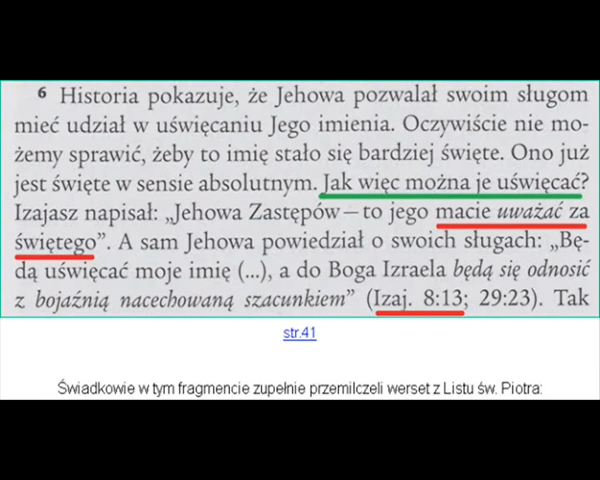 6 Historia pokazuje, że Jehowa pozwalał swoim sługom
mieć udział w uświęcaniu Jego imienia. Oczywiście nie mo-
żemy sprawić, żeby to imię stało się bardziej święte. Ono już
jest święte w sensie absolutnym. Jak więc można je uświęcać?
Izajasz napisał: „Jehowa Zastępów — to jego macie uważać za
świętego”. A sam Jehowa powiedział o swoich sługach: „Bę-
dą uświęcać moje imię (...), a do Boga Izraela będą się odnosić
z bojaźnią nacechowaną szacunkiem” (Izaj. 8:13; 29:23). Tak
str.41
Świadkowie w tym fragmencie zupełnie przemilczeli werset z Listu św. Piotra: